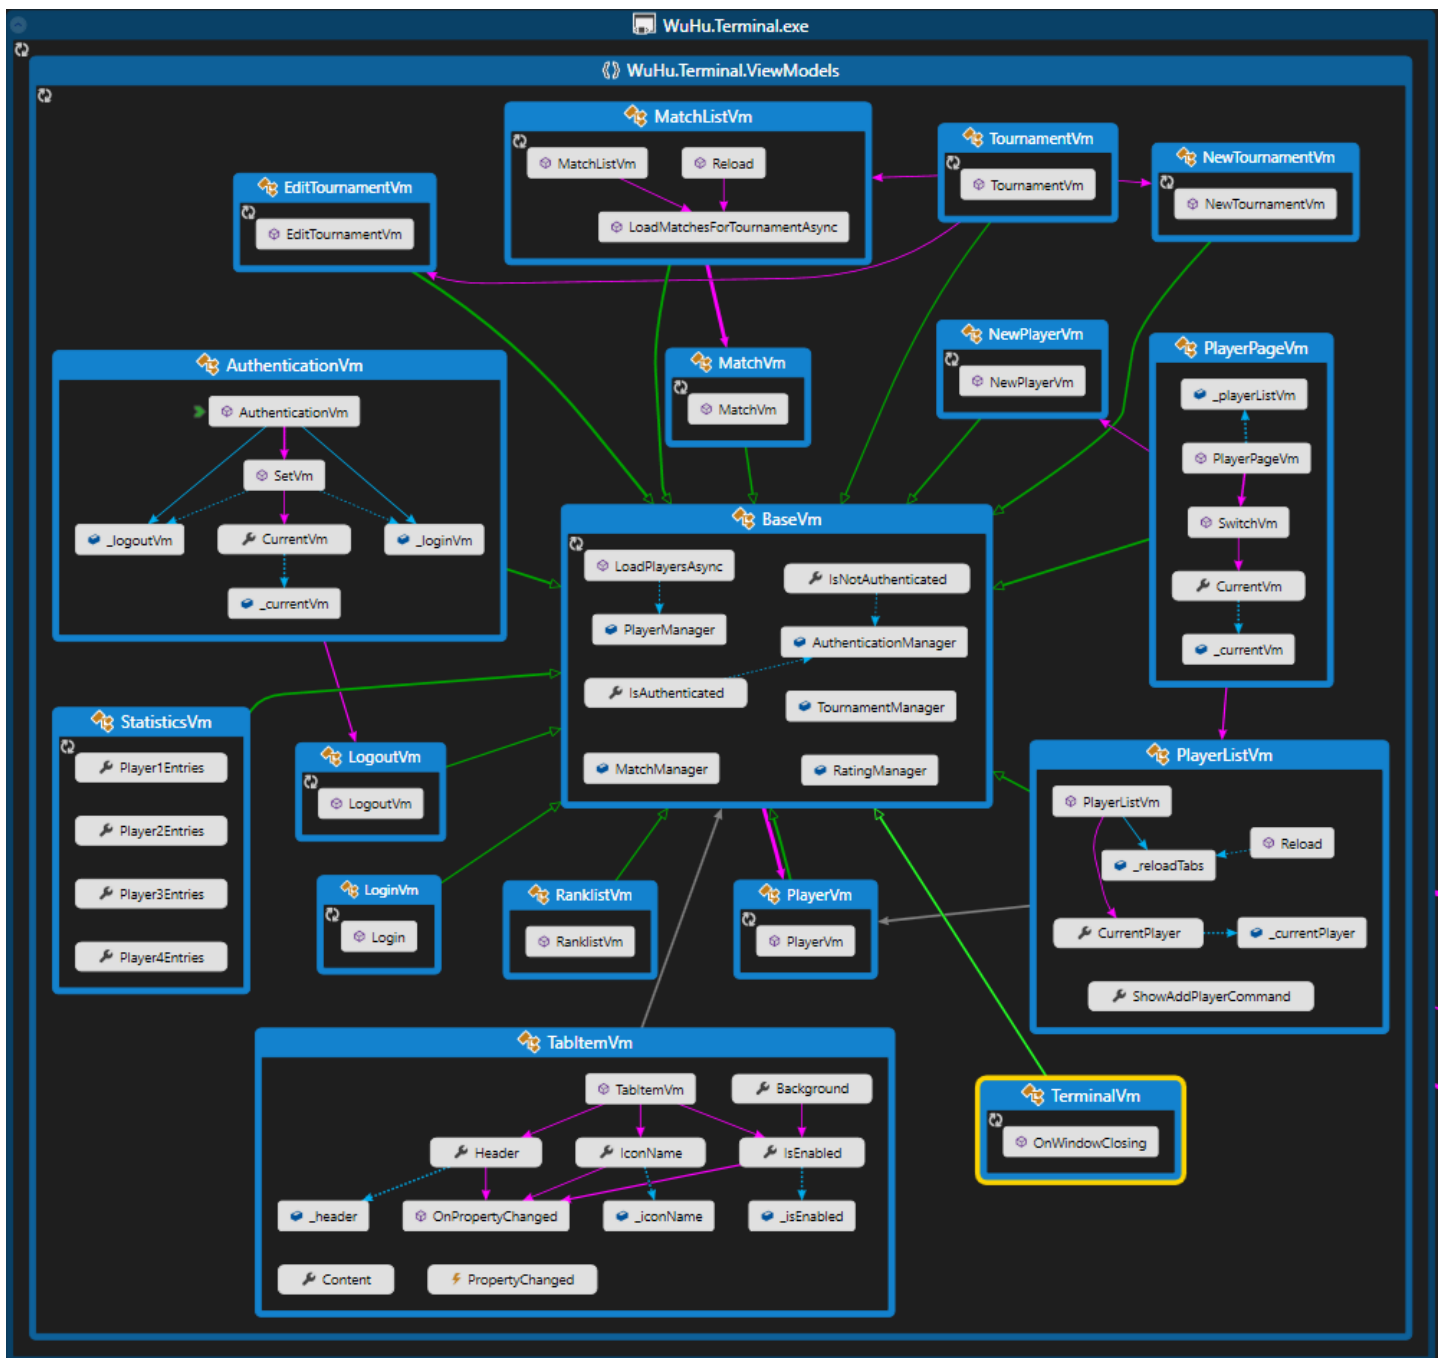 WuHu.Terminal.exe
WuHu.Terminal.ViewModels
MatchListVm
MatchListVm
Reload
LoadMatchesForTournamentAsync
TournamentVm
TournamentVm
NewTournamentVm
NewTournamentVm
EditTournamentVm
EditTournamentVm
AuthenticationVm
AuthenticationVm
SetVm
_logoutVm
CurrentVm
_loginVm
_currentVm
MatchVm
MatchVm
NewPlayerVm
NewPlayerVm
PlayerPageVm
_playerListVm
PlayerPageVm
SwitchVm
CurrentVm
_currentVm
BaseVm
LoadPlayersAsync
IsNotAuthenticated
PlayerManager
AuthenticationManager
IsAuthenticated
TournamentManager
MatchManager
RatingManager
StatisticsVm
Player1Entries
Player2Entries
Player3Entries
Player4Entries
LogoutVm
LogoutVm
LoginVm
Login
RanklistVm
RanklistVm
PlayerVm
PlayerVm
PlayerListVm
PlayerListVm
Reload
_reloadTabs
CurrentPlayer
_currentPlayer
ShowAddPlayerCommand
TabItemVm
TabItemVm
Background
Header
IconName
IsEnabled
_header
OnPropertyChanged
_iconName
_isEnabled
Content
PropertyChanged
TerminalVm
OnWindowClosing